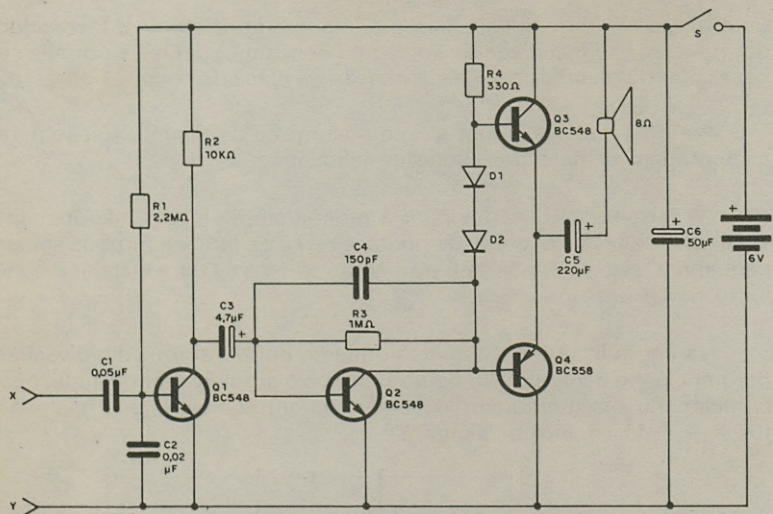 S
R4
330Ω
Q3
BC548
8Ω
R2
10KΩ
D1
R1
2,2MΩ
D2
+
C5
220µF
+
C6
50µF
+
6V
C4
150pF
C3
4,7µF
+
R3
1MΩ
C1
0,05µF
X
Q1
BC548
Q2
BC548
Q4
BC558
C2
0,02
µF
Y